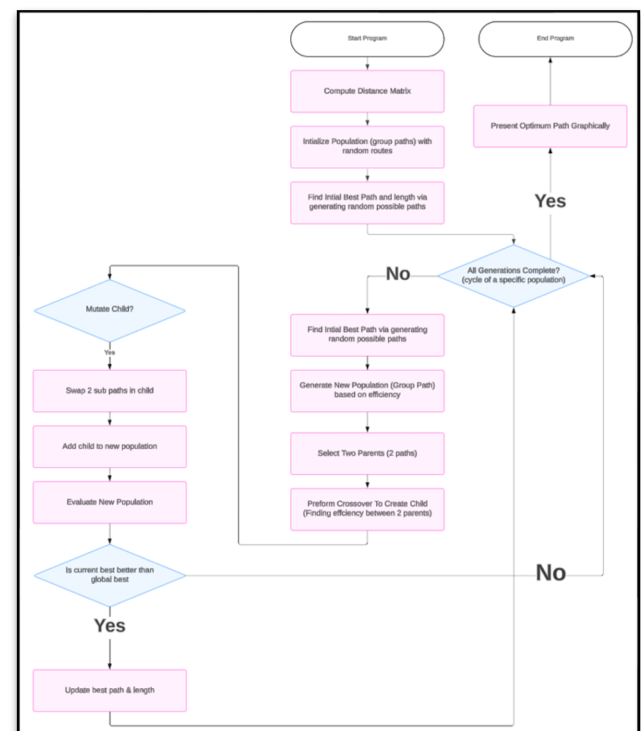 Start Program
End Program
Compute Distance Matrix
Present Optimum Path Graphically
Intialize Population (group paths) with
random routes
Yes
Find Intial Best Path and length via
generating random possible paths
All Generations Complete?
(cycle of a specific population)
No
Mutate Child?
Find Intial Best Path via generating
random possible paths
Yes
Swap 2 sub paths in child
Generate New Population (Group Path)
based on efficiency
Add child to new population
Select Two Parents (2 paths)
Evaluate New Population
Preform Crossover To Create Child
(Finding effciency between 2 parents)
Is current best better than
global best
No
Yes
Update best path & length